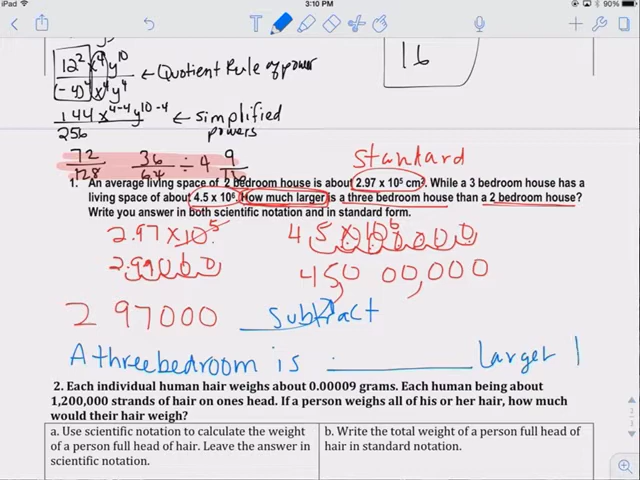 iPad
3:10 PM
90%
T
12² x⁴ y¹⁰
(-4)⁴ x⁴ y⁴
← Quotient Rule of power
16
144 x⁴⁻⁴ y¹⁰⁻⁴
256
← simplified powers
72 36 ÷ 4 9
128 64 16
standard
1. An average living space of 2 bedroom house is about 2.97 x 10⁵ cm². While a 3 bedroom house has a
living space of about 4.5 x 10⁶. How much larger is a three bedroom house than a 2 bedroom house?
Write you answer in both scientific notation and in standard form.
2.97 x 10⁵
4.5 x 10⁶
297000 subtract
A three bedroom is __________ larger
2. Each individual human hair weighs about 0.00009 grams. Each human being about
1,200,000 strands of hair on ones head. If a person weighs all of his or her hair, how much
would their hair weigh?
a. Use scientific notation to calculate the weight
of a person full head of hair. Leave the answer in
scientific notation.
b. Write the total weight of a person full head of
hair in standard notation.